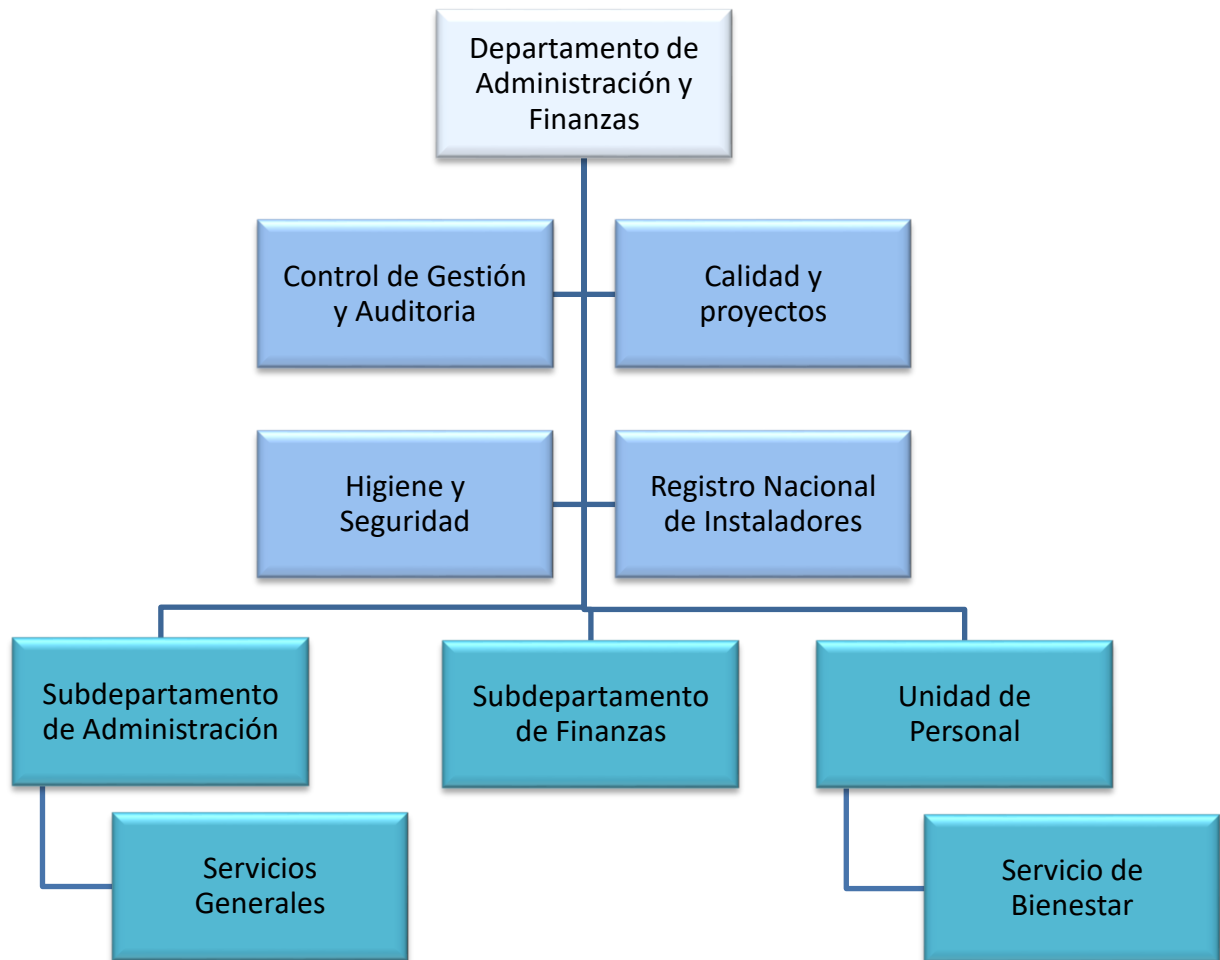 Departamento de
Administración y
Finanzas
Control de Gestión
y Auditoria
Calidad y
proyectos
Higiene y
Seguridad
Registro Nacional
de Instaladores
Subdepartamento
de Administración
Subdepartamento
de Finanzas
Unidad de
Personal
Servicios
Generales
Servicio de
Bienestar